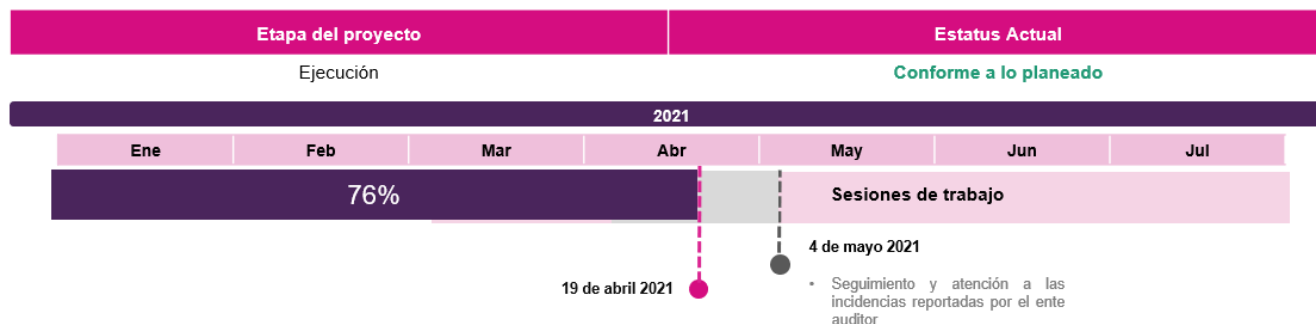 Etapa del proyecto
Estatus Actual
Ejecución
Conforme a lo planeado
2021
Ene
Feb
Mar
Abr
May
Jun
Jul
76%
Sesiones de trabajo
4 de mayo 2021
19 de abril 2021
• Seguimiento y atención a las
incidencias reportadas por el ente
auditor